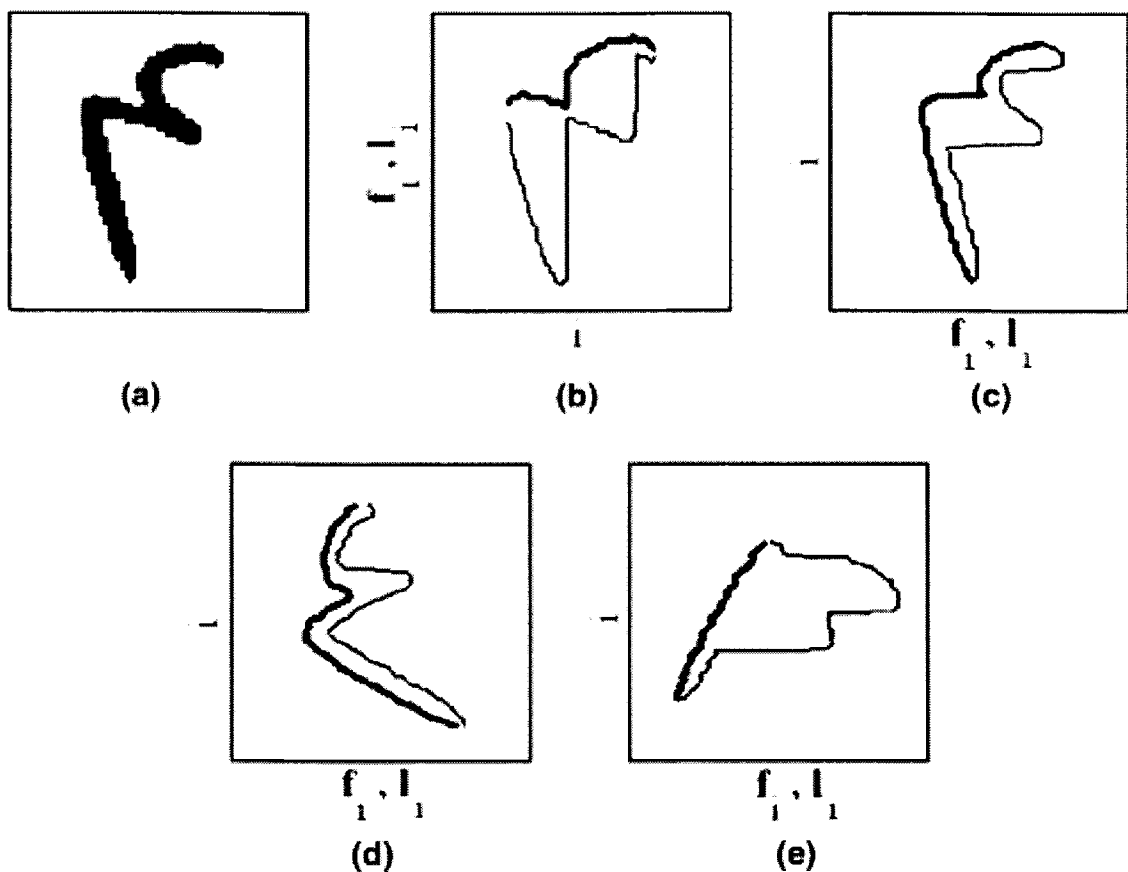 f₁, l₁
i
(a)
(b)
i
f₁, l₁
(c)
i
f₁, l₁
(d)
i
f₁, l₁
(e)